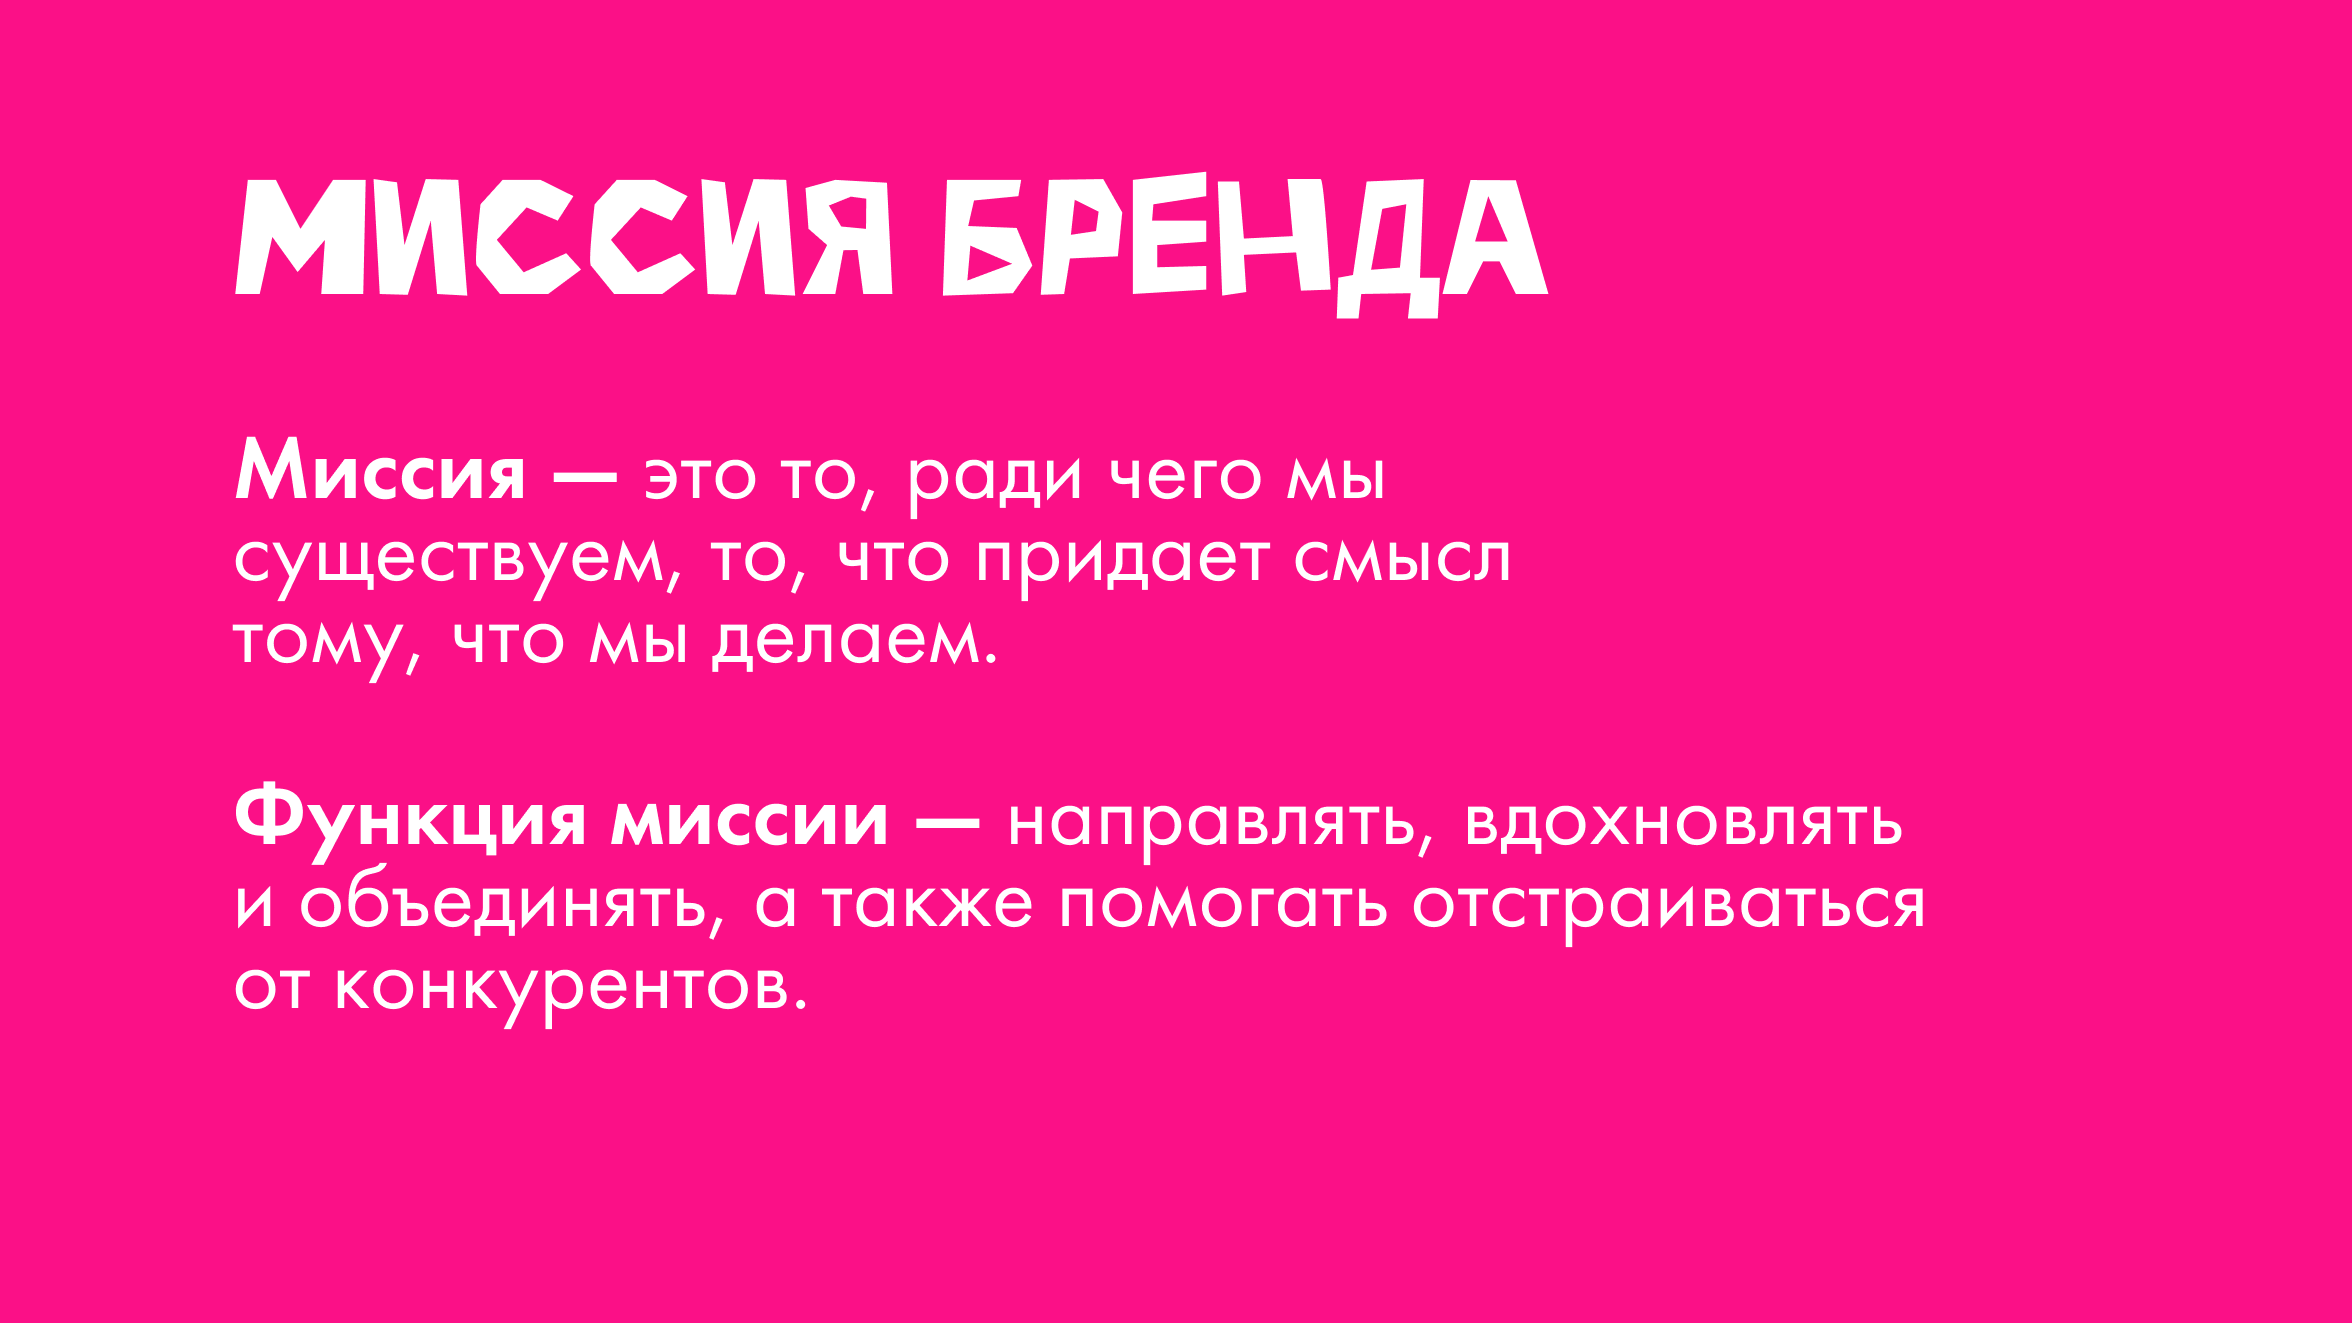 МИССИЯ БРЕНДА
Миссия — это то, ради чего мы
существуем, то, что придает смысл
тому, что мы делаем.
Функция миссии — направлять, вдохновлять
и объединять, а также помогать отстраиваться
от конкурентов.